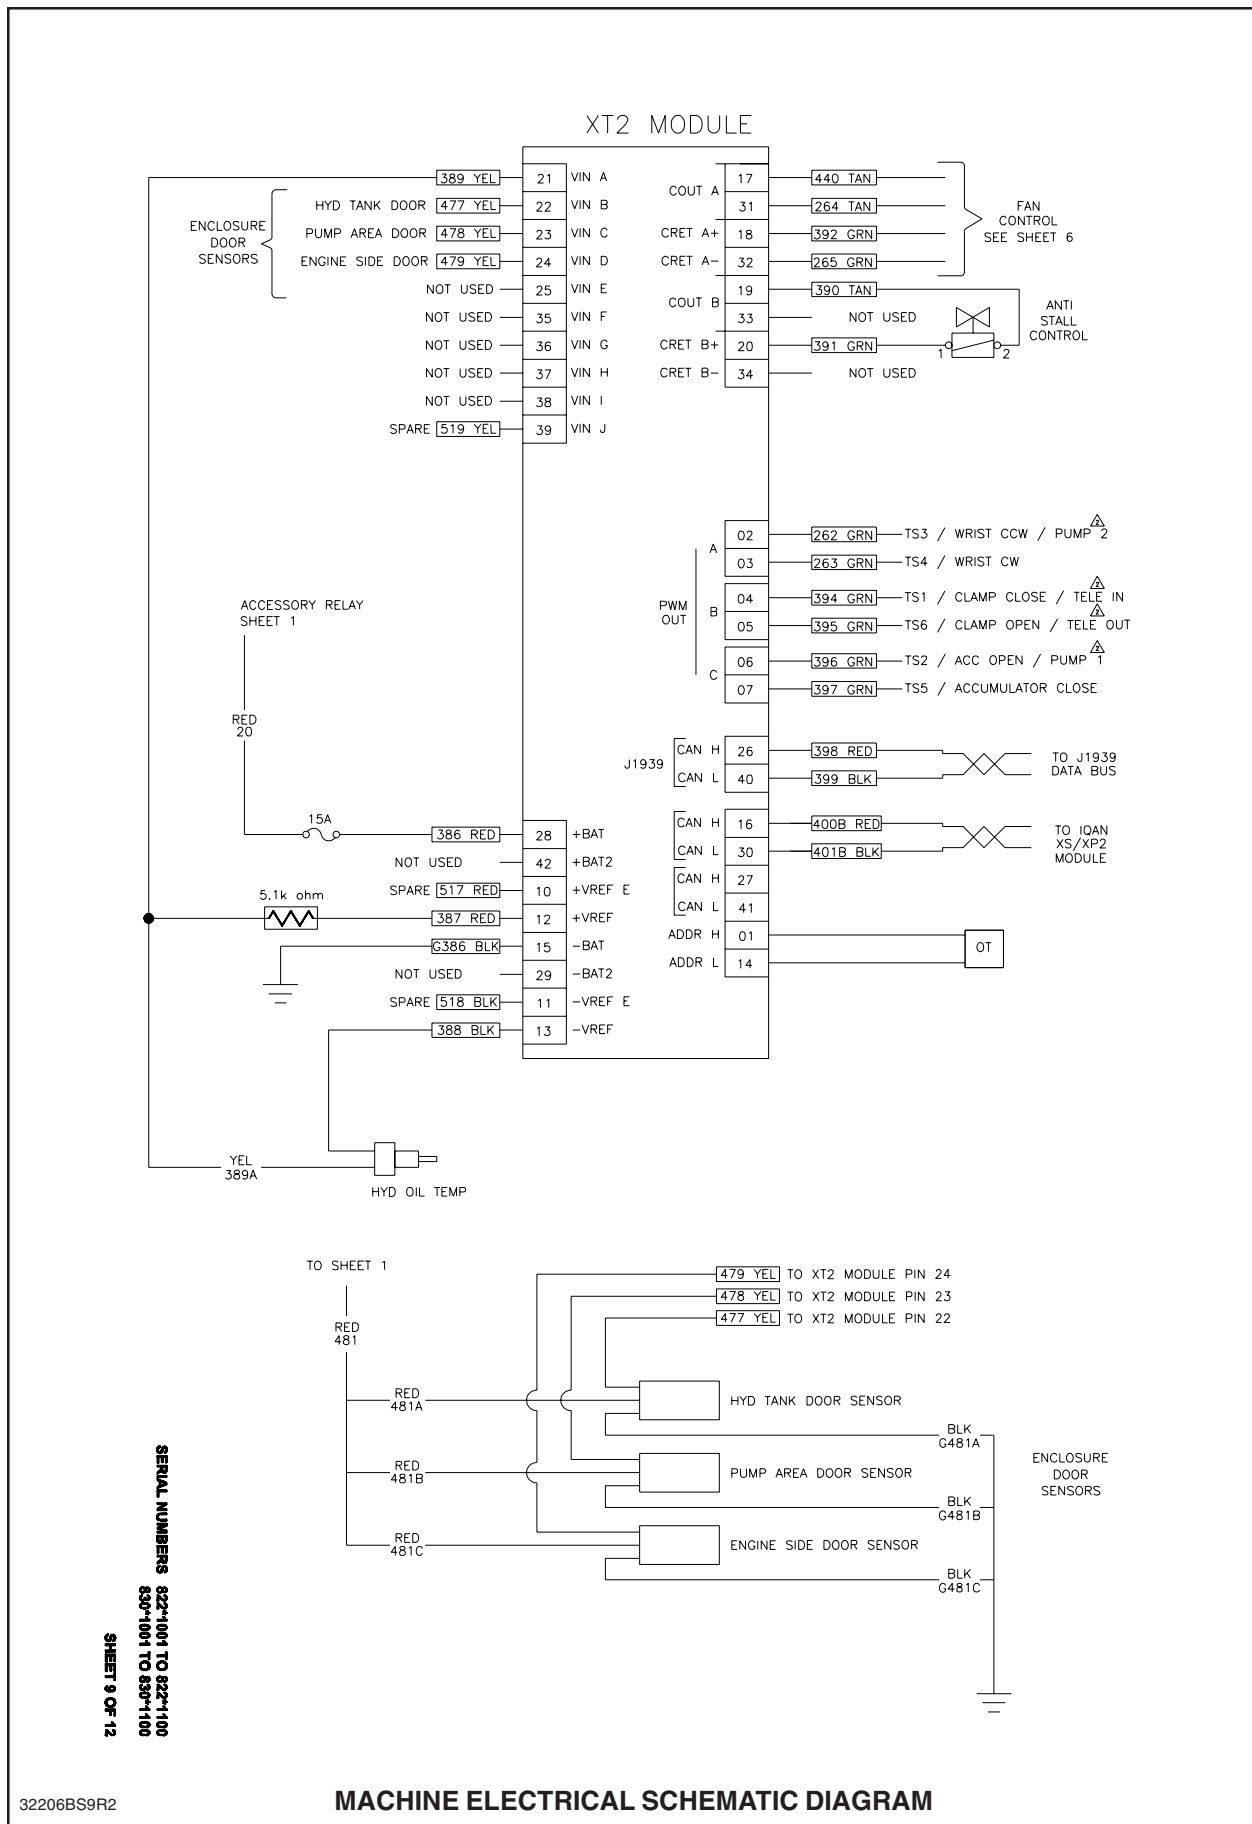 XT2 MODULE
389 YEL 21 VIN A
HYD TANK DOOR 477 YEL 22 VIN B
PUMP AREA DOOR 478 YEL 23 VIN C
ENGINE SIDE DOOR 479 YEL 24 VIN D
ENCLOSURE
DOOR
SENSORS
NOT USED 25 VIN E
NOT USED 35 VIN F
NOT USED 36 VIN G
NOT USED 37 VIN H
NOT USED 38 VIN I
SPARE 519 YEL 39 VIN J
COUT A
17 440 TAN
31 264 TAN
CRET A+ 18 392 GRN
CRET A- 32 265 GRN
FAN
CONTROL
SEE SHEET 6
COUT B
19 390 TAN
33 NOT USED
CRET B+ 20 391 GRN 1 2
CRET B- 34 NOT USED
ANTI
STALL
CONTROL
PWM
OUT
A
02 262 GRN TS3 / WRIST CCW / PUMP 2 2
03 263 GRN TS4 / WRIST CW
B
04 394 GRN TS1 / CLAMP CLOSE / TELE IN 2
05 395 GRN TS6 / CLAMP OPEN / TELE OUT 2
C
06 396 GRN TS2 / ACC OPEN / PUMP 1 2
07 397 GRN TS5 / ACCUMULATOR CLOSE
J1939
CAN H 26 398 RED
CAN L 40 399 BLK
TO J1939
DATA BUS
CAN H 16 400B RED
CAN L 30 401B BLK
TO IQAN
XS/XP2
MODULE
CAN H 27
CAN L 41
ADDR H 01
ADDR L 14
OT
ACCESSORY RELAY
SHEET 1
RED
20
15A
386 RED 28 +BAT
NOT USED 42 +BAT2
SPARE 517 RED 10 +VREF E
5.1k ohm
387 RED 12 +VREF
G386 BLK 15 -BAT
NOT USED 29 -BAT2
SPARE 518 BLK 11 -VREF E
388 BLK 13 -VREF
YEL
389A
HYD OIL TEMP
TO SHEET 1
RED
481
479 YEL TO XT2 MODULE PIN 24
478 YEL TO XT2 MODULE PIN 23
477 YEL TO XT2 MODULE PIN 22
RED
481A
HYD TANK DOOR SENSOR
BLK
G481A
RED
481B
PUMP AREA DOOR SENSOR
BLK
G481B
RED
481C
ENGINE SIDE DOOR SENSOR
BLK
G481C
ENCLOSURE
DOOR
SENSORS
SERIAL NUMBERS 822*1001 TO 822*1100
830*1001 TO 830*1100
SHEET 9 OF 12
32206BS9R2
MACHINE ELECTRICAL SCHEMATIC DIAGRAM